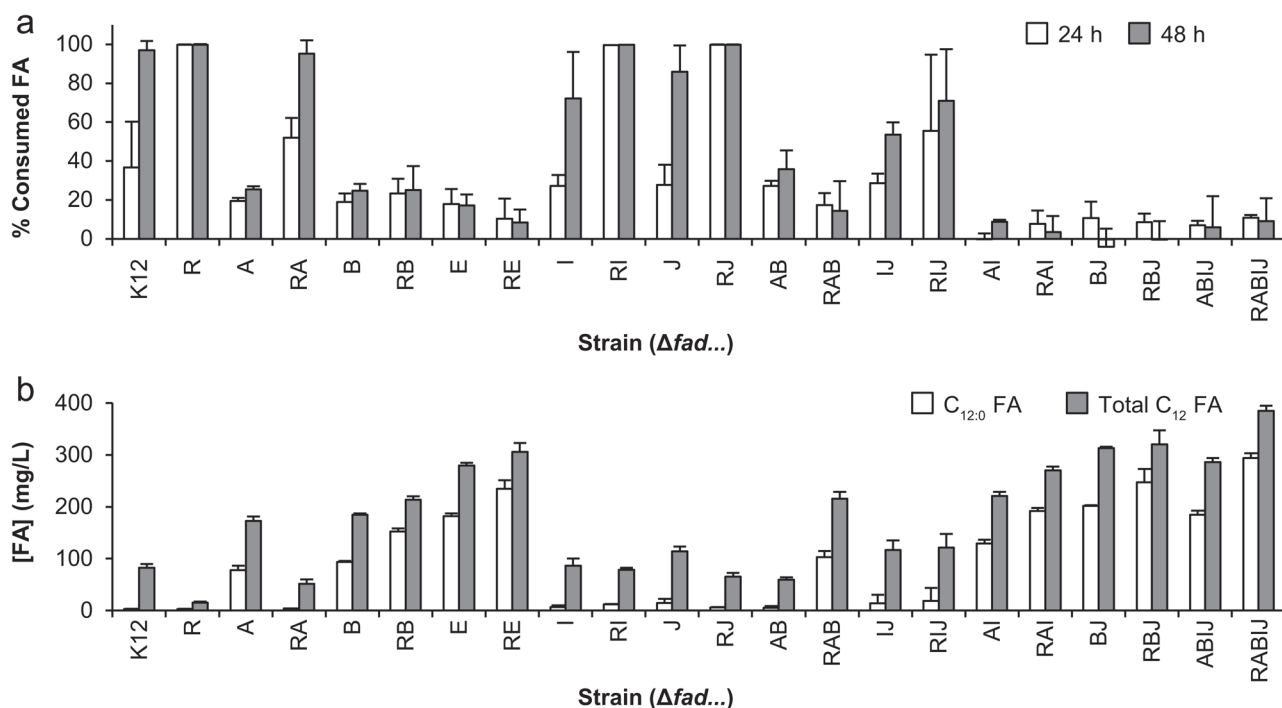 a
24 h 48 h
% Consumed FA
100
80
60
40
20
0
K12 R A RA B RB E RE I RI J RJ AB RAB IJ RIJ AI RAI BJ RBJ ABIJ RABIJ
Strain (Δfad...)
b
C12:0 FA Total C12 FA
[FA] (mg/L)
400
300
200
100
0
K12 R A RA B RB E RE I RI J RJ AB RAB IJ RIJ AI RAI BJ RBJ ABIJ RABIJ
Strain (Δfad...)